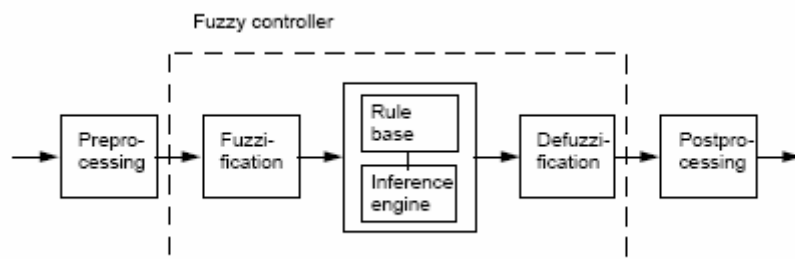 Fuzzy controller
Prepro-
cessing
Fuzzi-
fication
Rule
base
Inference
engine
Defuzzi-
fication
Postpro-
cessing